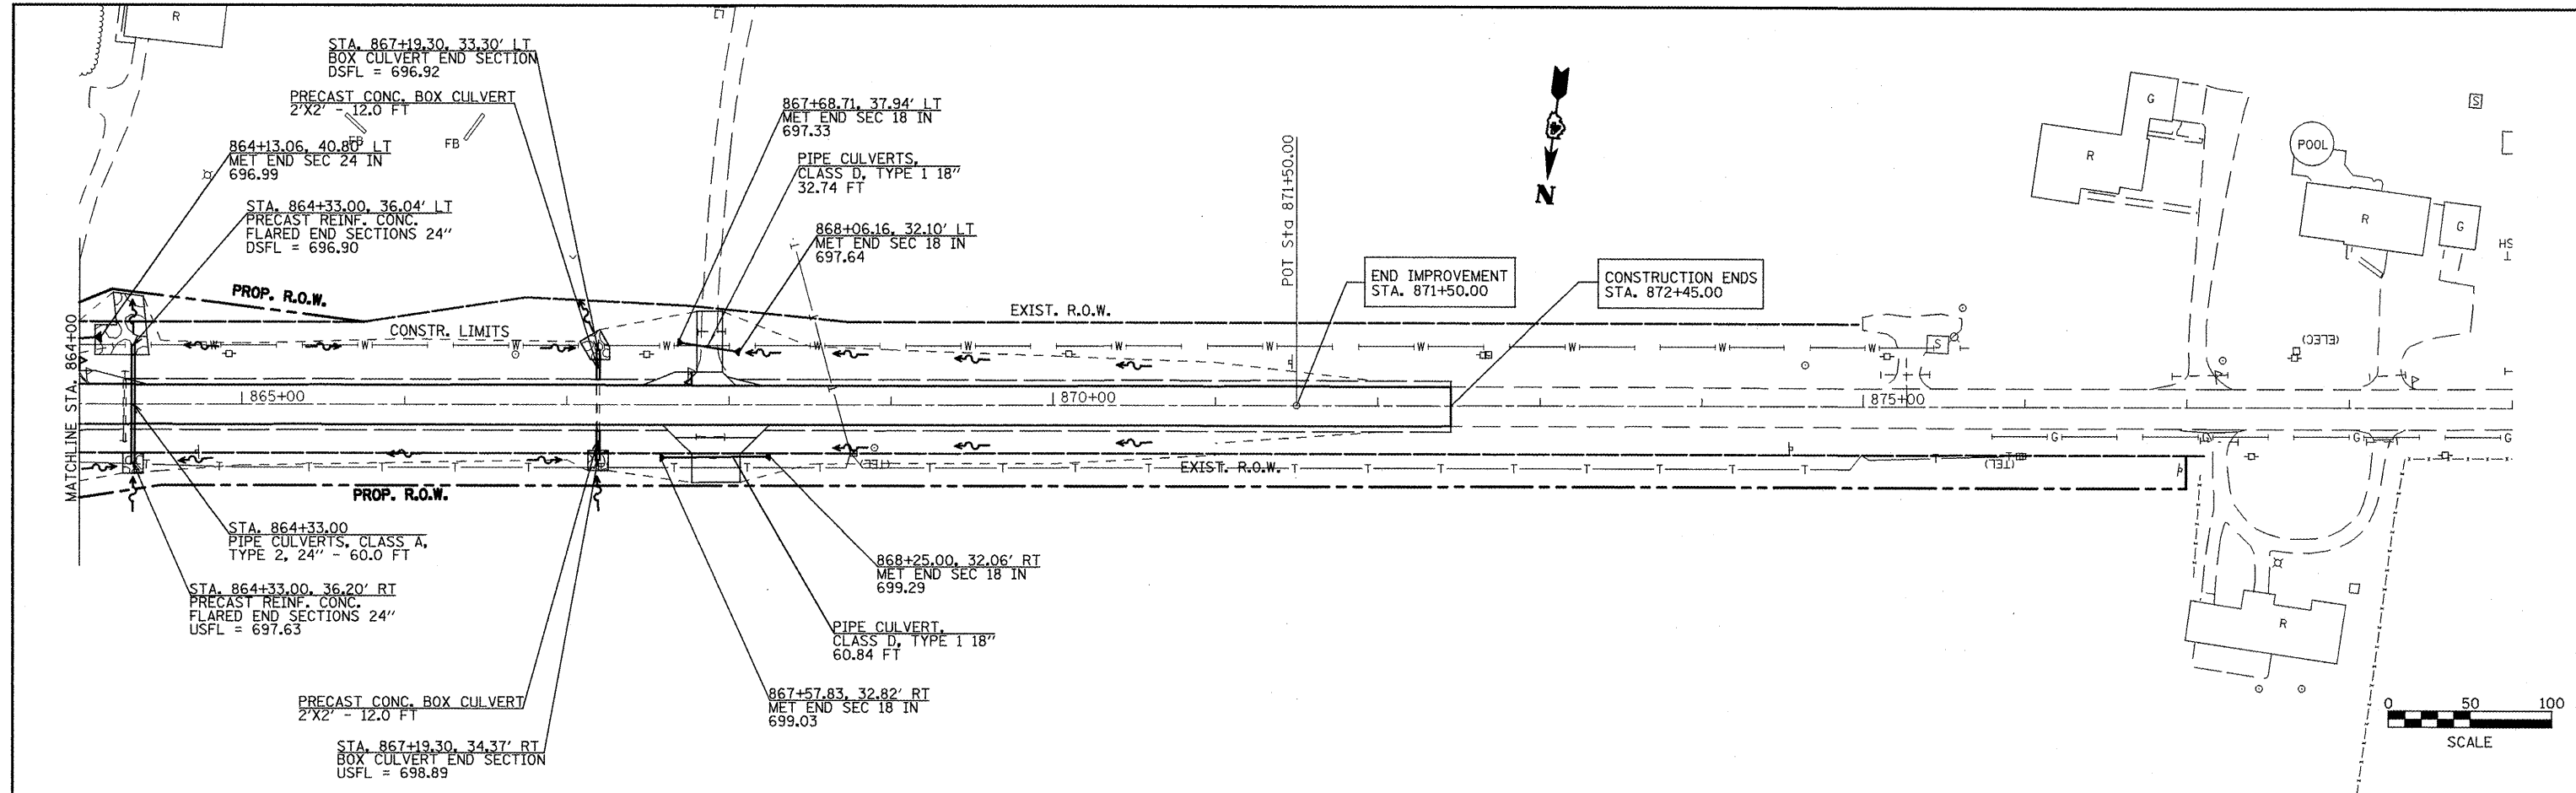 R
STA. 867+19.30, 33.30' LT
BOX CULVERT END SECTION
DSFL = 696.92
PRECAST CONC. BOX CULVERT
2'X2' - 12.0 FT
FB
FB
864+13.06, 40.80' LT
MET END SEC 24 IN
696.99
STA. 864+33.00, 36.04' LT
PRECAST REINF. CONC.
FLARED END SECTIONS 24"
DSFL = 696.90
867+68.71, 37.94' LT
MET END SEC 18 IN
697.33
PIPE CULVERTS,
CLASS D, TYPE 1 18"
32.74 FT
868+06.16, 32.10' LT
MET END SEC 18 IN
697.64
N
POT Sta 871+50.00
END IMPROVEMENT
STA. 871+50.00
CONSTRUCTION ENDS
STA. 872+45.00
G
R
S
POOL
R
G
(ELEC)
S
MATCHLINE STA. 864+00
PROP. R.O.W.
CONSTR. LIMITS
EXIST. R.O.W.
W W W W W W W W W W W
865+00
870+00
875+00
G G G G
T T T T T T T T T T T T T T T
(TEL)
EXIST. R.O.W.
(TEL)
PROP. R.O.W.
STA. 864+33.00
PIPE CULVERTS, CLASS A,
TYPE 2, 24" - 60.0 FT
STA. 864+33.00, 36.20' RT
PRECAST REINF. CONC.
FLARED END SECTIONS 24"
USFL = 697.63
PRECAST CONC. BOX CULVERT
2'X2' - 12.0 FT
STA. 867+19.30, 34.37' RT
BOX CULVERT END SECTION
USFL = 698.89
868+25.00, 32.06' RT
MET END SEC 18 IN
699.29
PIPE CULVERT,
CLASS D, TYPE 1 18"
60.84 FT
867+57.83, 32.82' RT
MET END SEC 18 IN
699.03
R
0 50 100
SCALE